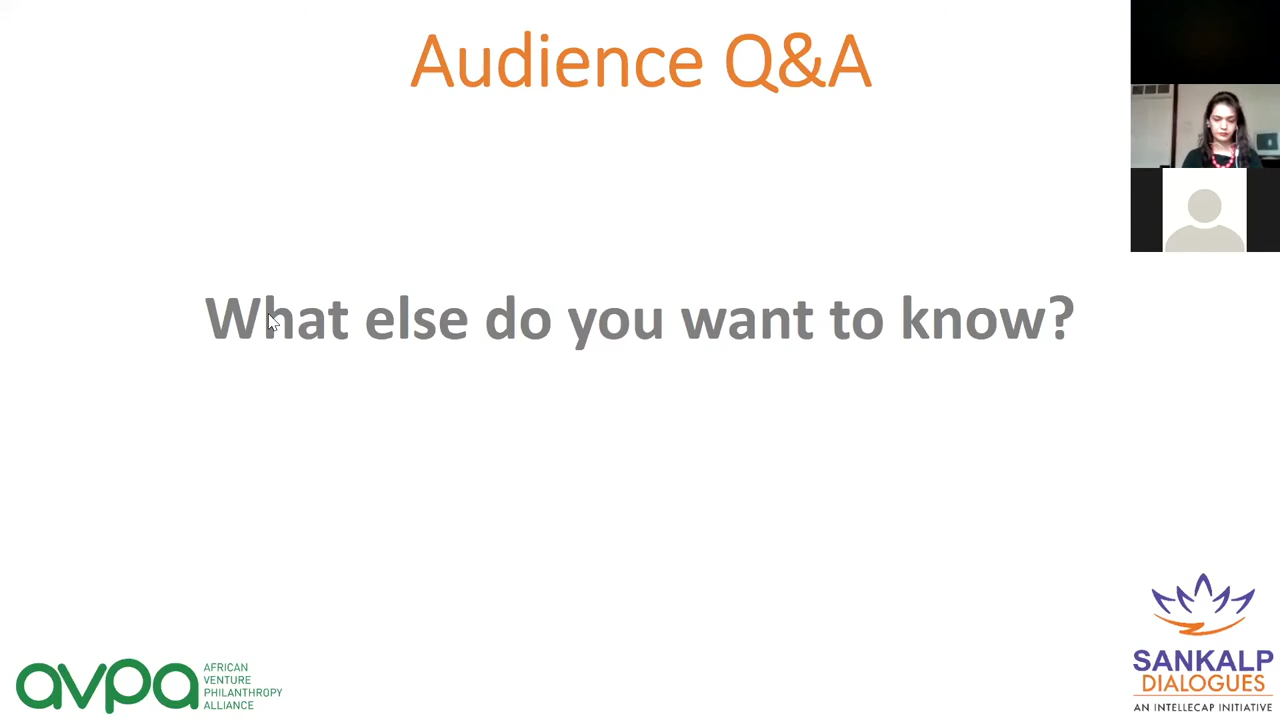 Audience Q&A
What else do you want to know?
avpa
AFRICAN
VENTURE
PHILANTHROPY
ALLIANCE
SANKALP
DIALOGUES
AN INTELLECAP INITIATIVE